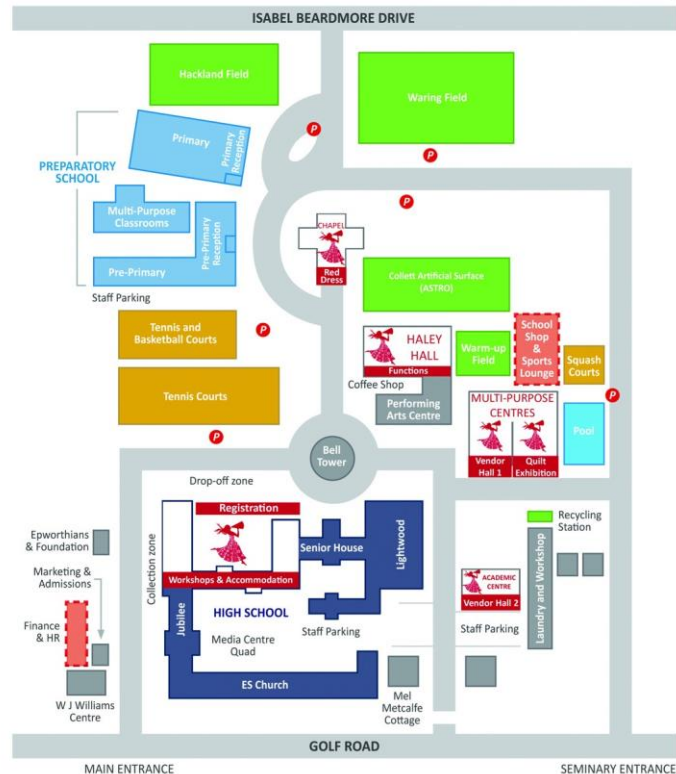 ISABEL BEARDMORE DRIVE
Hackland Field
Waring Field
P
P
P
Primary
Primary
Reception
PREPARATORY
SCHOOL
Multi-Purpose
Classrooms
Pre-Primary
Reception
Pre-Primary
Staff Parking
CHAPEL
Red
Dress
Collett Artificial Surface
(ASTRO)
Tennis and
Basketball Courts
P
HALEY
HALL
Functions
Coffee Shop
Warm-up
Field
School
Shop
&
Sports
Lounge
Squash
Courts
P
Tennis Courts
P
Performing
Arts Centre
MULTI-PURPOSE
CENTRES
Vendor
Hall 1
Quilt
Exhibition
Pool
Bell
Tower
Drop-off zone
Registration
Collection zone
Workshops & Accommodation
Senior House
Lightwood
Recycling
Station
Epworthians
& Foundation
Marketing &
Admissions
Finance
& HR
W J Williams
Centre
Jubilee
HIGH SCHOOL
Media Centre
Quad
Staff Parking
ES Church
ACADEMIC
CENTRE
Vendor Hall 2
Staff Parking
Laundry and Workshop
Mel
Metcalfe
Cottage
GOLF ROAD
MAIN ENTRANCE
SEMINARY ENTRANCE